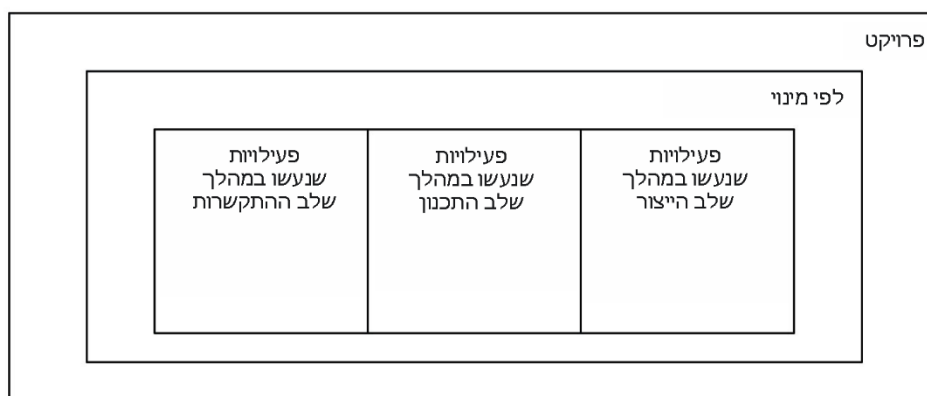 פרויקט
לפי מינוי
פעילויות
שנעשו במהלך
שלב הייצור
פעילויות
שנעשו במהלך
שלב התכנון
פעילויות
שנעשו במהלך
שלב ההתקשרות